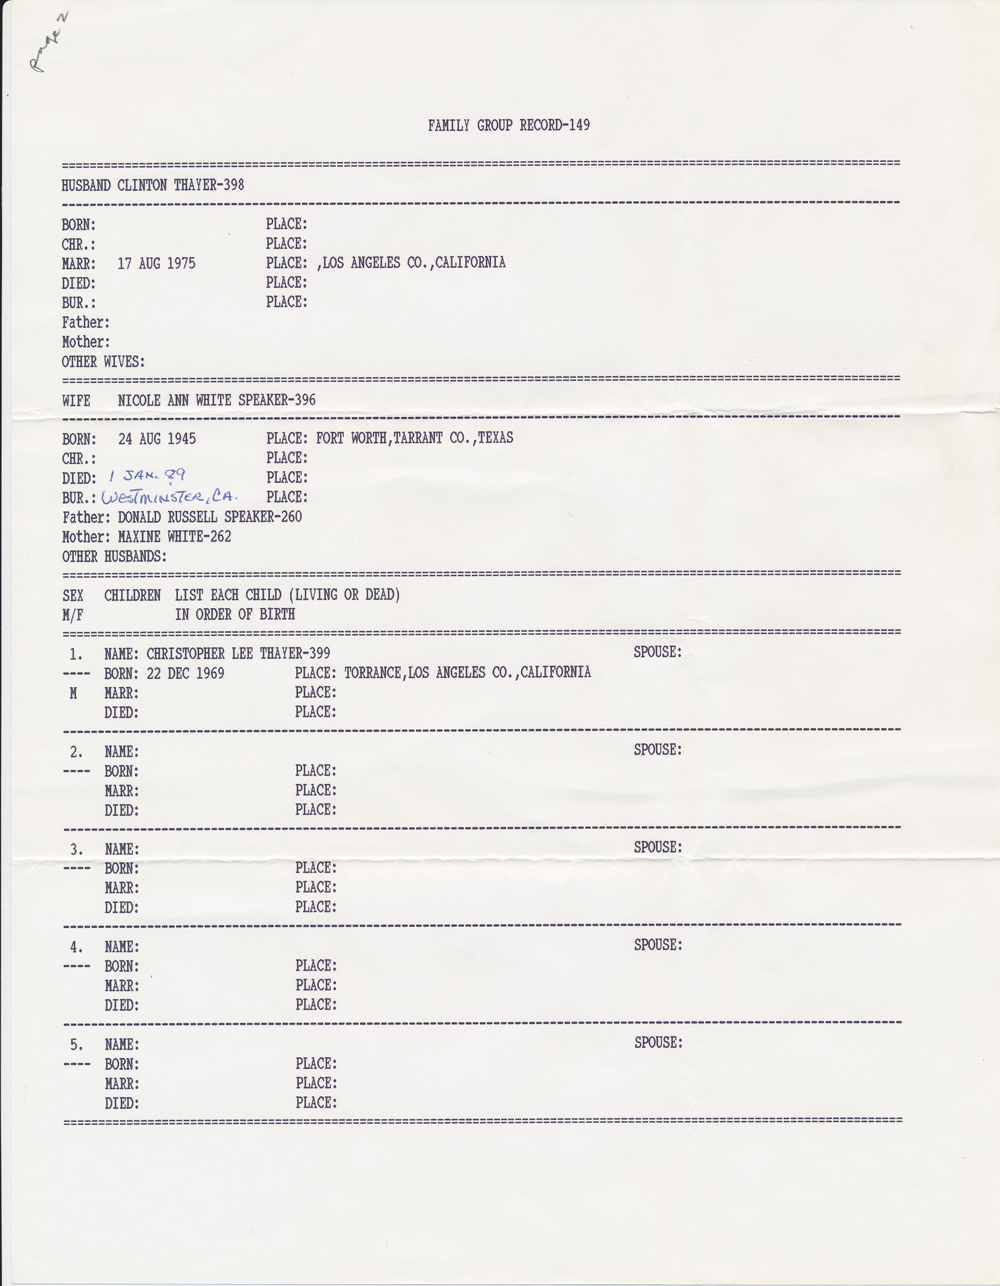 page 2
FAMILY GROUP RECORD-149
HUSBAND CLINTON THAYER-398
BORN: PLACE:
CHR.: PLACE:
MARR: 17 AUG 1975 PLACE: ,LOS ANGELES CO.,CALIFORNIA
DIED: PLACE:
BUR.: PLACE:
Father:
Mother:
OTHER WIVES:
WIFE NICOLE ANN WHITE SPEAKER-396
BORN: 24 AUG 1945 PLACE: FORT WORTH,TARRANT CO.,TEXAS
CHR.: PLACE:
DIED: 1 JAN. PLACE:
BUR.: WESTMINSTER, CA. PLACE:
Father: DONALD RUSSELL SPEAKER-260
Mother: MAXINE WHITE-262
OTHER HUSBANDS:
SEX CHILDREN LIST EACH CHILD (LIVING OR DEAD)
M/F IN ORDER OF BIRTH
1. NAME: CHRISTOPHER LEE THAYER-399 SPOUSE:
---- BORN: 22 DEC 1969 PLACE: TORRANCE,LOS ANGELES CO.,CALIFORNIA
M MARR: PLACE:
DIED: PLACE:
2. NAME: SPOUSE:
---- BORN: PLACE:
MARR: PLACE:
DIED: PLACE:
3. NAME: SPOUSE:
---- BORN: PLACE:
MARR: PLACE:
DIED: PLACE:
4. NAME: SPOUSE:
---- BORN: PLACE:
MARR: PLACE:
DIED: PLACE:
5. NAME: SPOUSE:
---- BORN: PLACE:
MARR: PLACE:
DIED: PLACE: